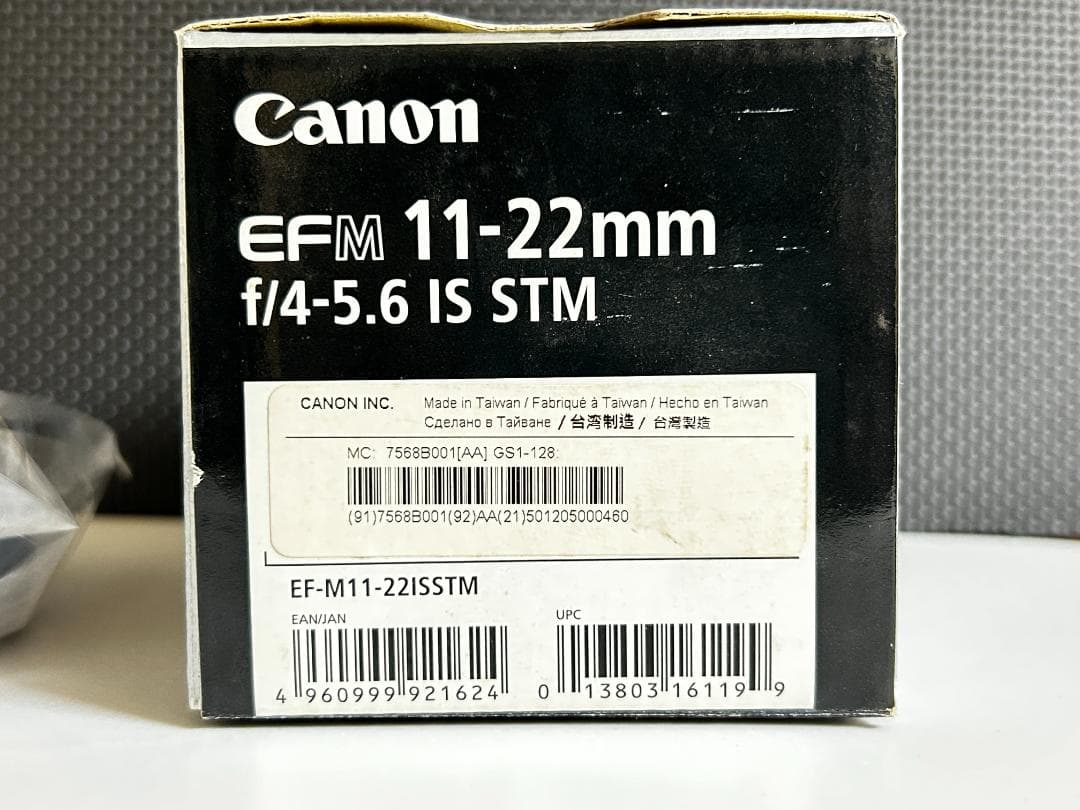 Canon
EF-M 11-22mm
f/4-5.6 IS STM
CANON INC. Made in Taiwan / Fabriqué à Taïwan / Hecho en Taiwan
Сделано в Тайване / 台湾制造 / 台灣製造
MC: 7568B001[AA] GS1-128:
(91)7568B001(92)AA(21)501205000460
EF-M11-22ISSTM
EAN/JAN UPC
4 960999 921624 0 13803 16119 9